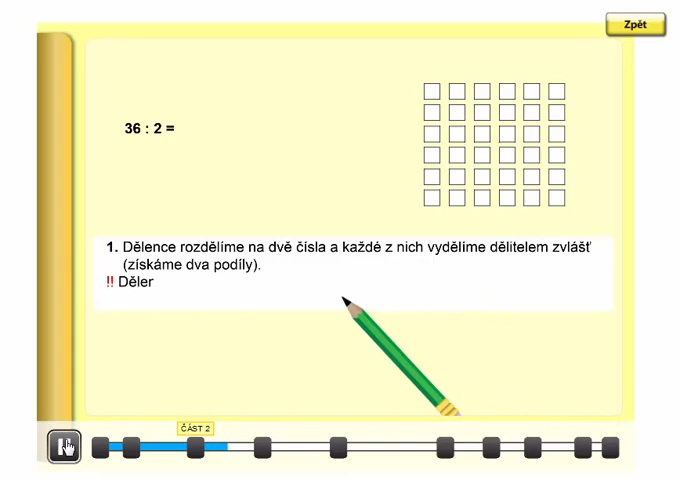 Zpět
36 : 2 =
1. Dělence rozdělíme na dvě čísla a každé z nich vydělíme dělitelem zvlášť
(získáme dva podíly).
!! Děler
ČÁST 2